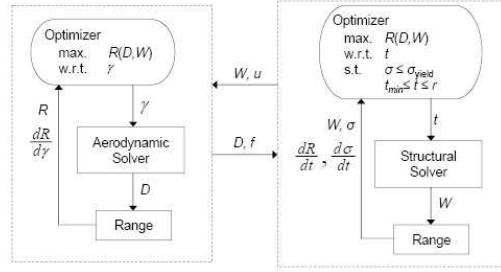 Optimizer
max. R(D,W)
w.r.t. γ
R
dR
dγ
γ
Aerodynamic
Solver
D
Range
W, u
D, f
Optimizer
max. R(D,W)
w.r.t. t
s.t. σ ≤ σyield
tmin ≤ t ≤ r
W, σ
dR/dt , dσ/dt
t
Structural
Solver
W
Range